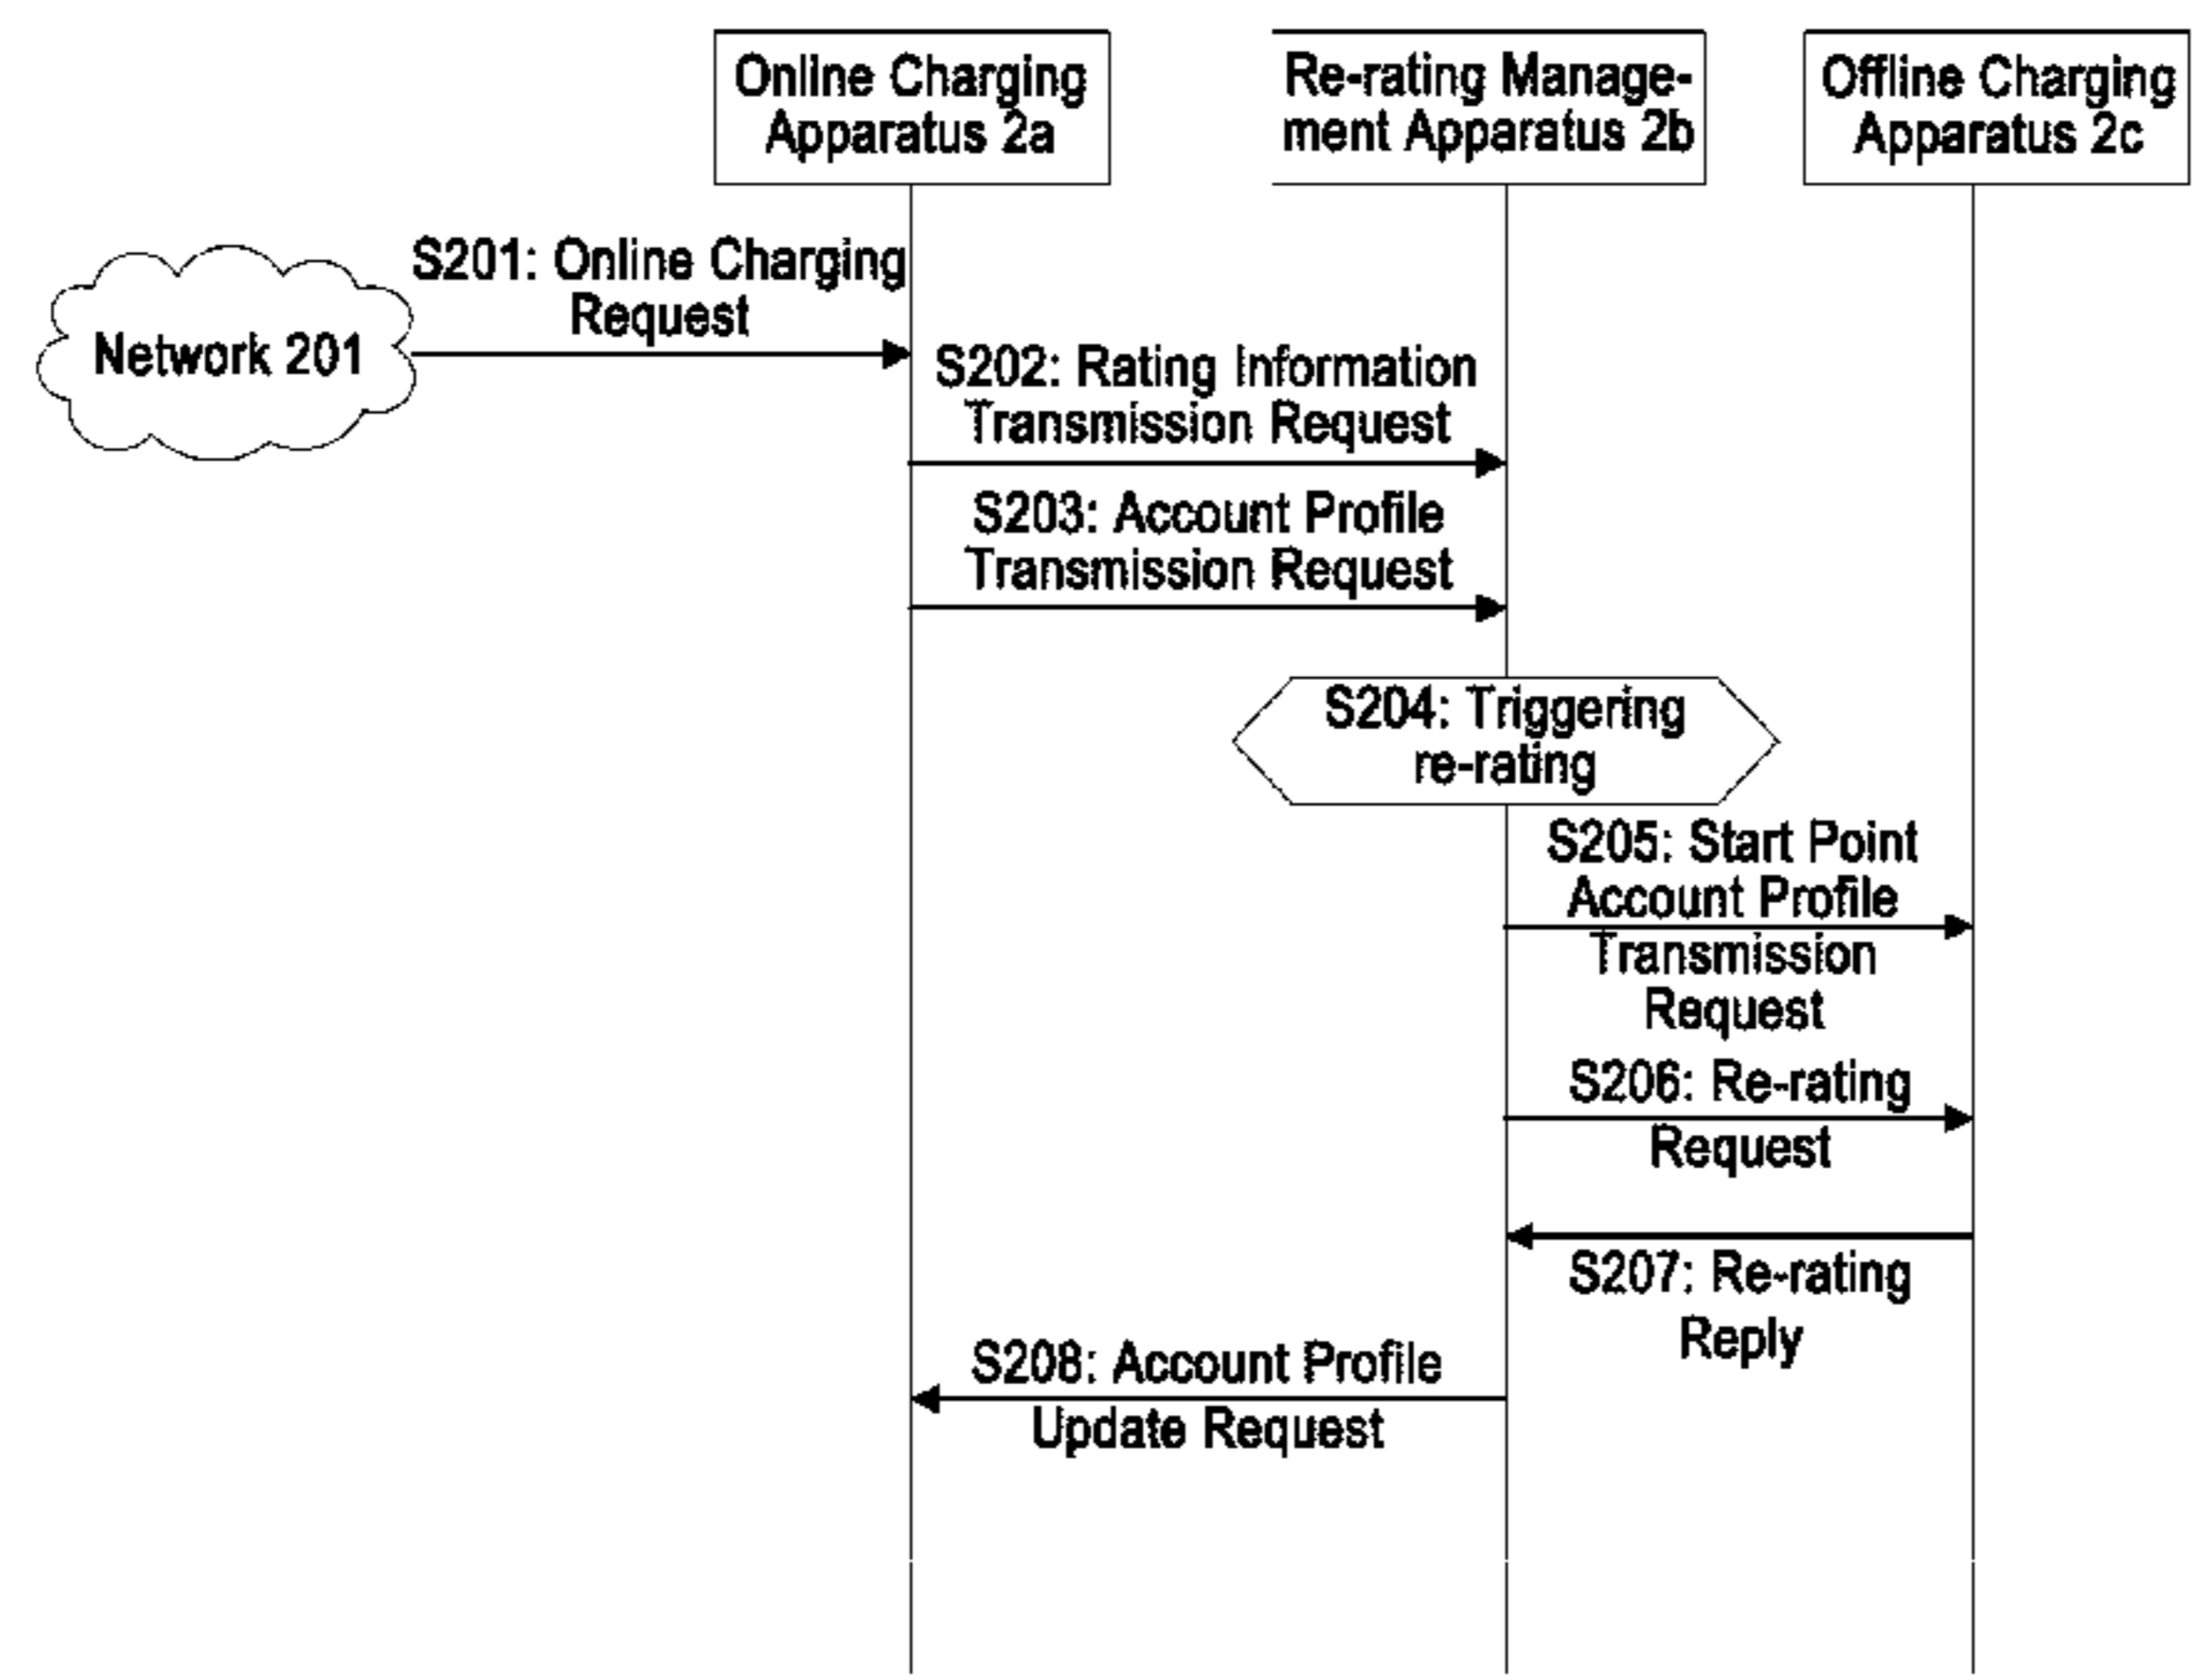 Online Charging
Apparatus 2a
Re-rating Manage-
ment Apparatus 2b
Offline Charging
Apparatus 2c
Network 201
S201: Online Charging
Request
S202: Rating Information
Transmission Request
S203: Account Profile
Transmission Request
S204: Triggering
re-rating
S205: Start Point
Account Profile
Transmission
Request
S206: Re-rating
Request
S207: Re-rating
Reply
S208: Account Profile
Update Request